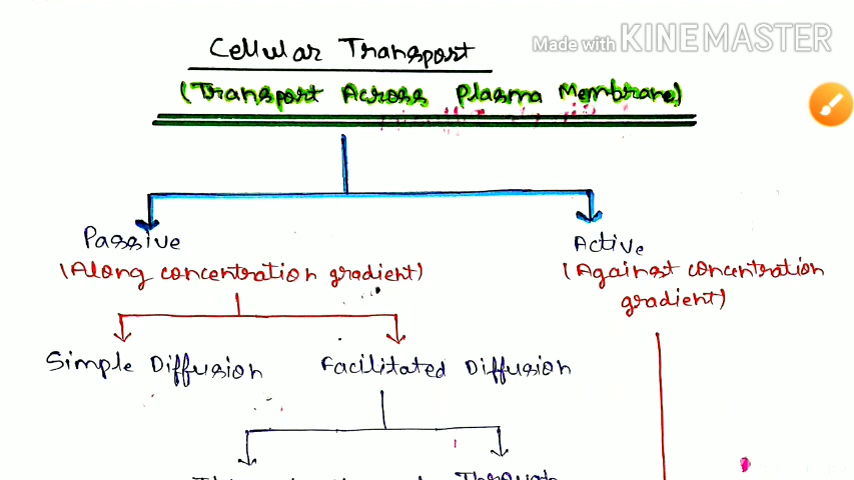 Made with KINEMASTER
Cellular Transport
(Transport Across Plasma Membrane)
Passive
(Along concentration gradient)
Active
(Against concentration
gradient)
Simple Diffusion
Facilitated Diffusion